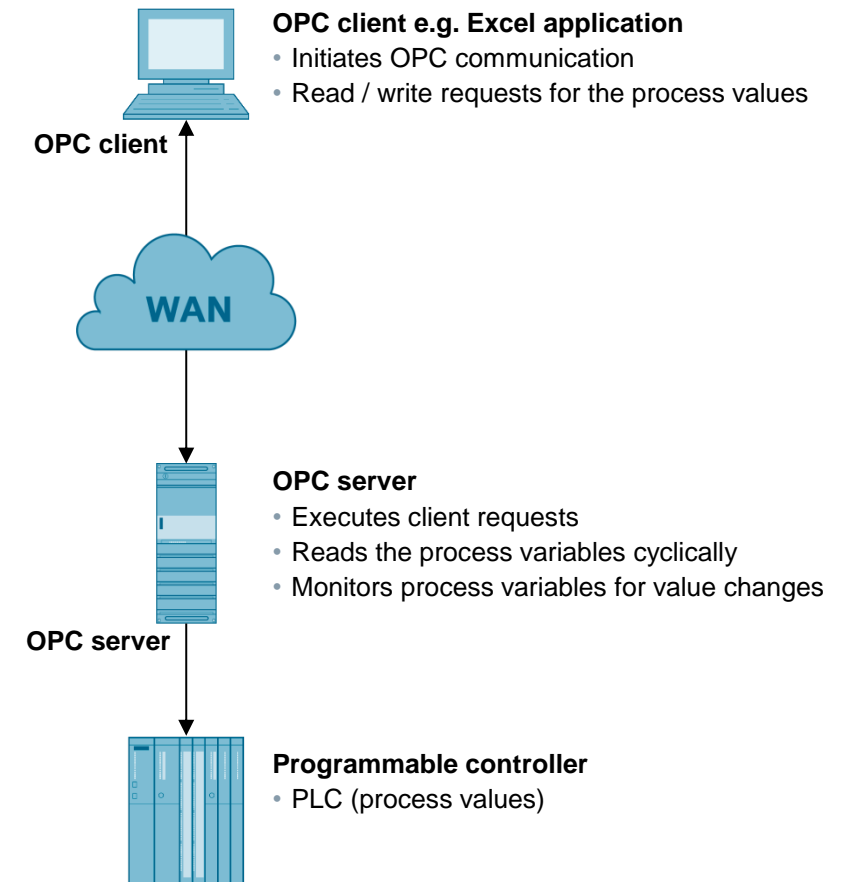 OPC client e.g. Excel application
• Initiates OPC communication
• Read / write requests for the process values
OPC client
WAN
OPC server
• Executes client requests
• Reads the process variables cyclically
• Monitors process variables for value changes
OPC server
Programmable controller
• PLC (process values)